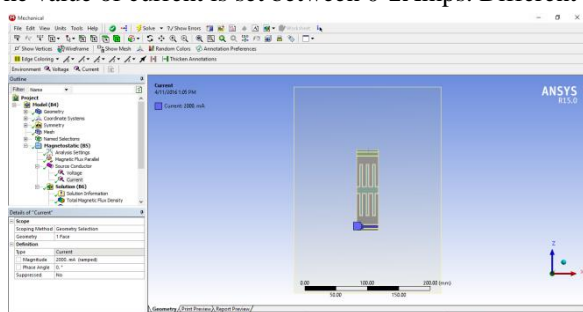 The value of current is set between 0-2Amps. Different
Mechanical
File Edit View Units Tools Help Solve ?/Show Errors
Show Vertices Wireframe Show Mesh Random Colors Annotation Preferences
Edge Coloring Thicken Annotations
Environment Voltage Current
Outline
Filter: Name
Project
Model (B4)
Geometry
Coordinate Systems
Symmetry
Mesh
Named Selections
Magnetostatic (B5)
Analysis Settings
Magnetic Flux Parallel
Source Conductor
Voltage
Current
Solution (B6)
Solution Information
Total Magnetic Flux Density
Details of "Current"
Scope
Scoping Method Geometry Selection
Geometry 1 Face
Definition
Type Current
Magnitude 2000. mA (ramped)
Phase Angle 0. °
Suppressed No
Current
4/11/2016 1:05 PM
Current: 2000. mA
ANSYS
R15.0
Z
0.00 100.00 200.00 (mm)
50.00 150.00
Geometry Print Preview Report Preview